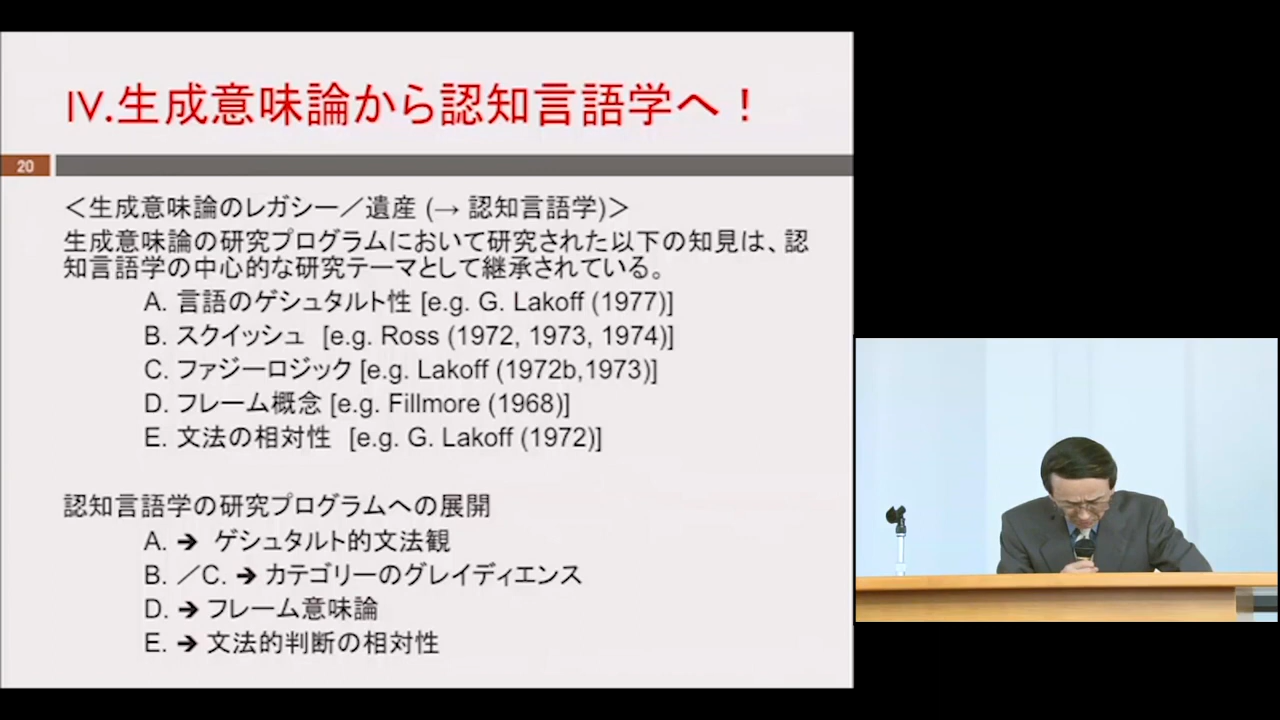 IV.生成意味論から認知言語学へ！
20
＜生成意味論のレガシー／遺産 (→ 認知言語学)＞
生成意味論の研究プログラムにおいて研究された以下の知見は、認
知言語学の中心的な研究テーマとして継承されている。
A. 言語のゲシュタルト性 [e.g. G. Lakoff (1977)]
B. スクイッシュ [e.g. Ross (1972, 1973, 1974)]
C. ファジーロジック [e.g. Lakoff (1972b,1973)]
D. フレーム概念 [e.g. Fillmore (1968)]
E. 文法の相対性 [e.g. G. Lakoff (1972)]
認知言語学の研究プログラムへの展開
A. ➔ ゲシュタルト的文法観
B. ／C. ➔ カテゴリーのグレイディエンス
D. ➔ フレーム意味論
E. ➔ 文法的判断の相対性